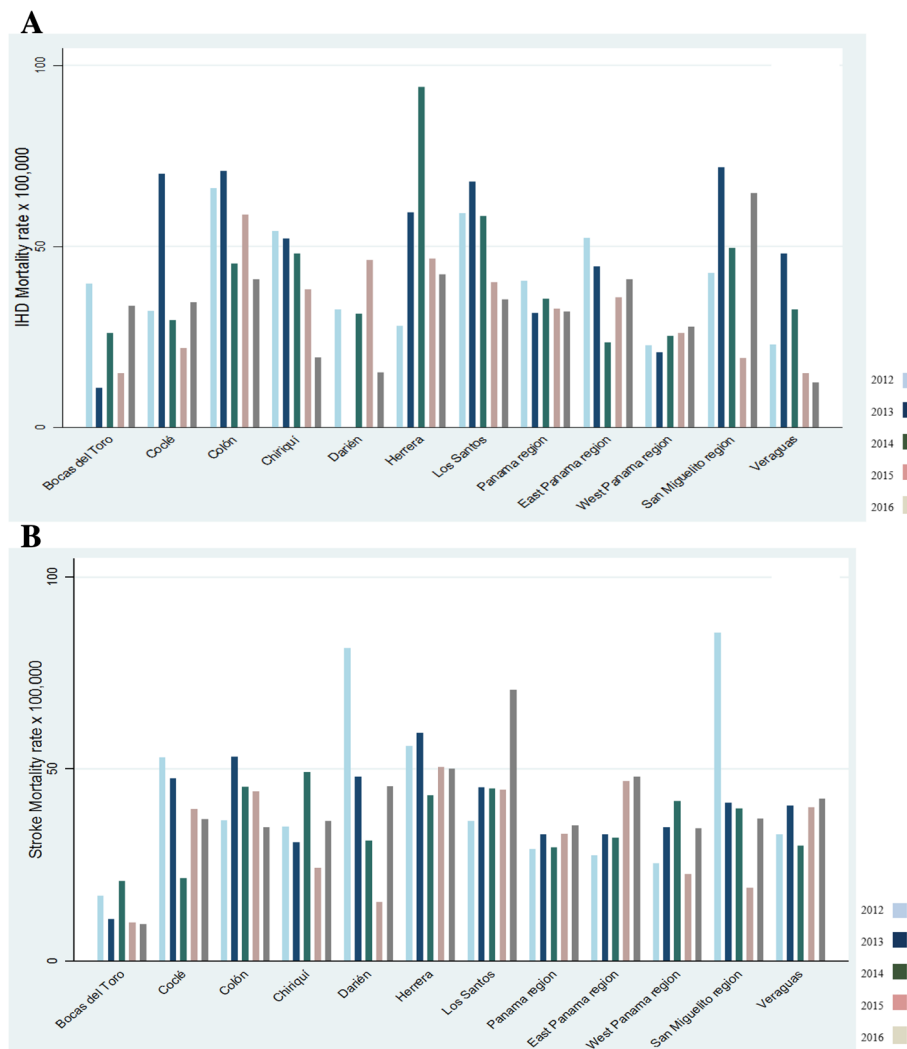 A
IHD Mortality rate x 100,000
100
50
0
Bocas del Toro
Coclé
Colón
Chiriquí
Darién
Herrera
Los Santos
Panama region
East Panama region
West Panama region
San Miguelito region
Veraguas
2012
2013
2014
2015
2016
B
Stroke Mortality rate x 100,000
100
50
0
Bocas del Toro
Coclé
Colón
Chiriquí
Darién
Herrera
Los Santos
Panama region
East Panama region
West Panama region
San Miguelito region
Veraguas
2012
2013
2014
2015
2016